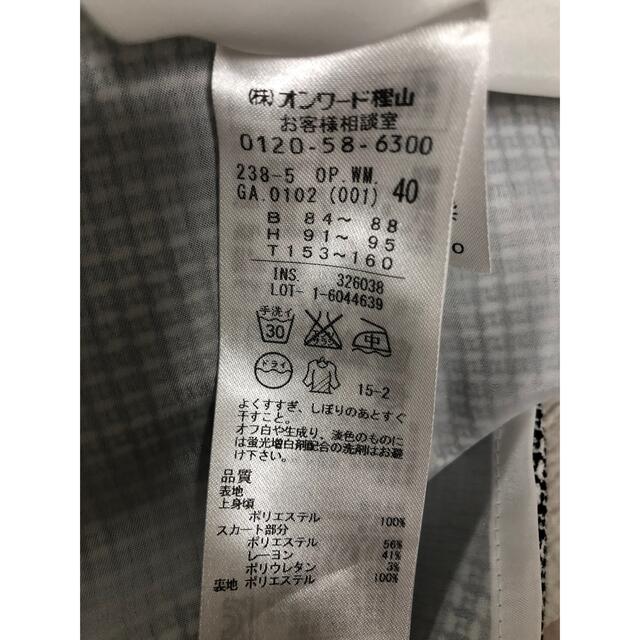 (株)オンワード樫山
お客様相談室
0120-58-6300
238-5 OP.WM.
GA.0102 (001) 40
B 84～ 88
H 91～ 95
T 153～160
INS. 326038
LOT- 1-6044639
手洗イ
30
中
ドライ
15-2
よくすすぎ、しぼりのあとすぐ
干すこと。
オフ白や生成り、淡色のものに
は蛍光増白剤配合の洗剤はお避
け下さい。
品質
表地
上身頃
ポリエステル 100%
スカート部分
ポリエステル 56%
レーヨン 41%
ポリウレタン 3%
裏地 ポリエステル 100%